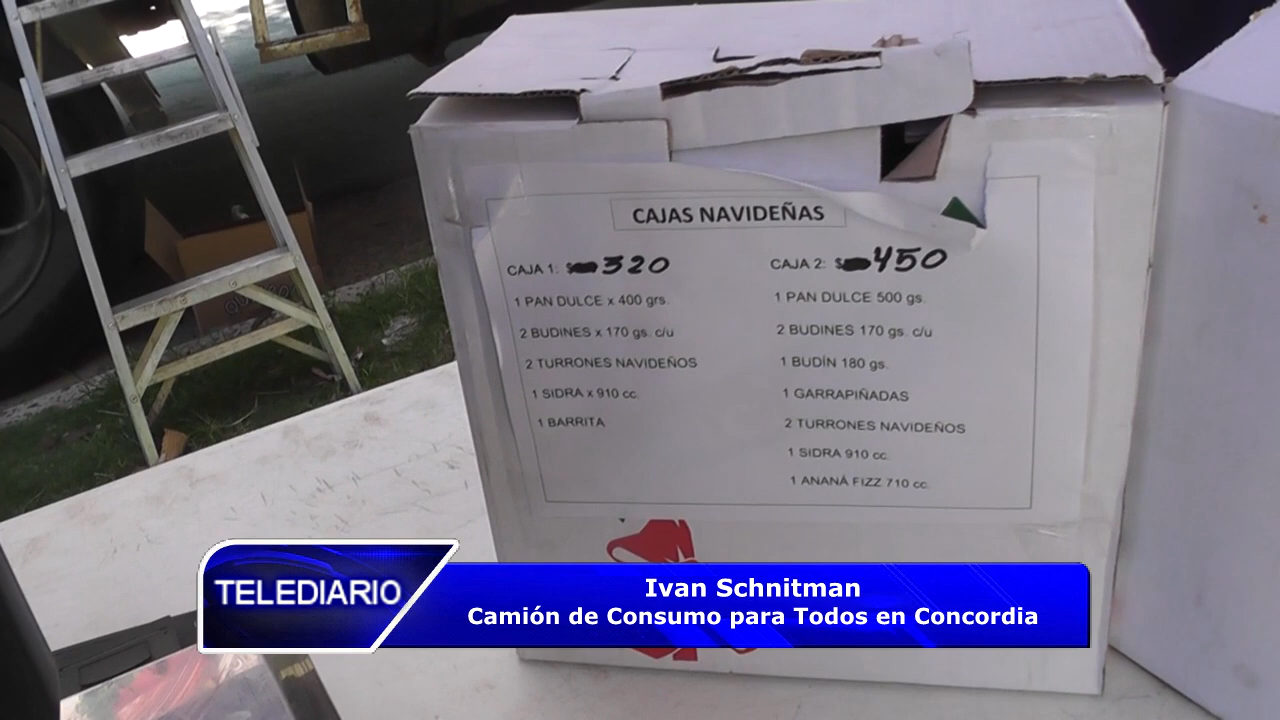 CAJAS NAVIDEÑAS
CAJA 1: $ 320
1 PAN DULCE x 400 grs.
2 BUDINES x 170 gs. c/u
2 TURRONES NAVIDEÑOS
1 SIDRA x 910 cc.
1 BARRITA
CAJA 2: $ 450
1 PAN DULCE 500 gs.
2 BUDINES 170 gs. c/u
1 BUDÍN 180 gs.
1 GARRAPIÑADAS
2 TURRONES NAVIDEÑOS
1 SIDRA 910 cc.
1 ANANÁ FIZZ 710 cc.
TELEDIARIO
Ivan Schnitman
Camión de Consumo para Todos en Concordia